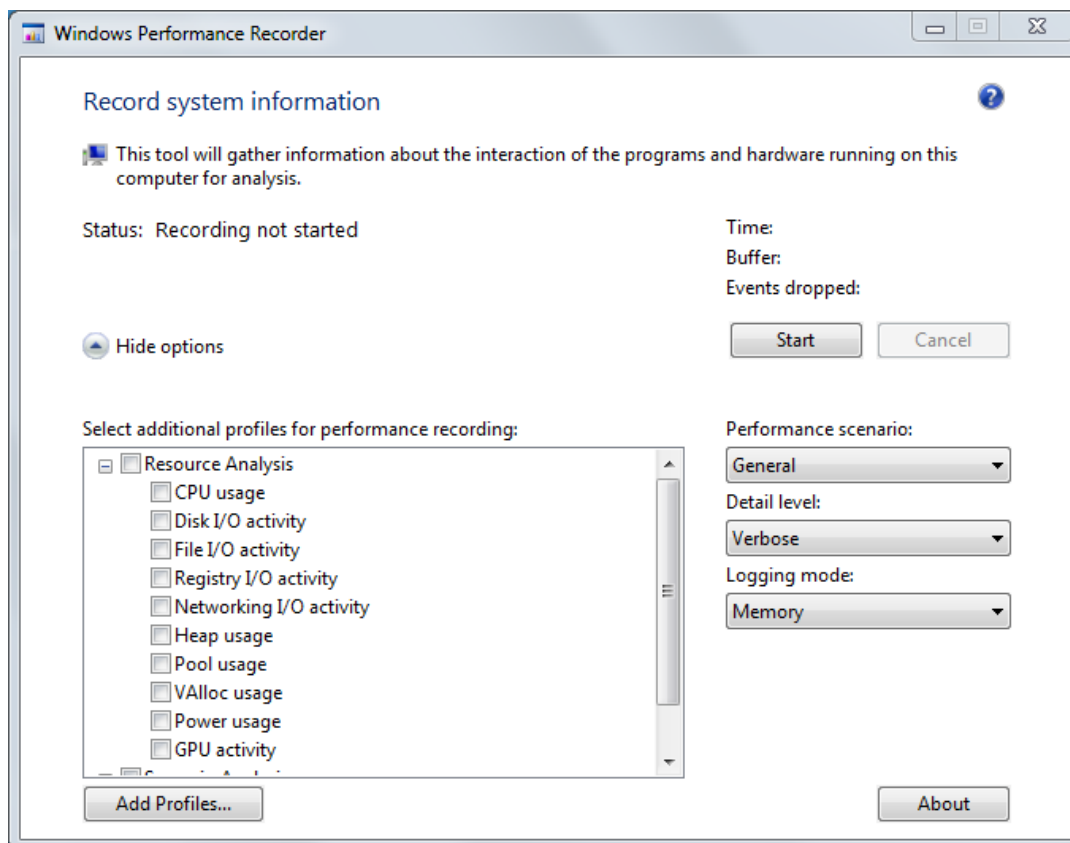 Windows Performance Recorder
Record system information
This tool will gather information about the interaction of the programs and hardware running on this
computer for analysis.
Status: Recording not started
Time:
Buffer:
Events dropped:
Hide options
Start
Cancel
Select additional profiles for performance recording:
Resource Analysis
CPU usage
Disk I/O activity
File I/O activity
Registry I/O activity
Networking I/O activity
Heap usage
Pool usage
VAlloc usage
Power usage
GPU activity
Performance scenario:
General
Detail level:
Verbose
Logging mode:
Memory
Add Profiles...
About